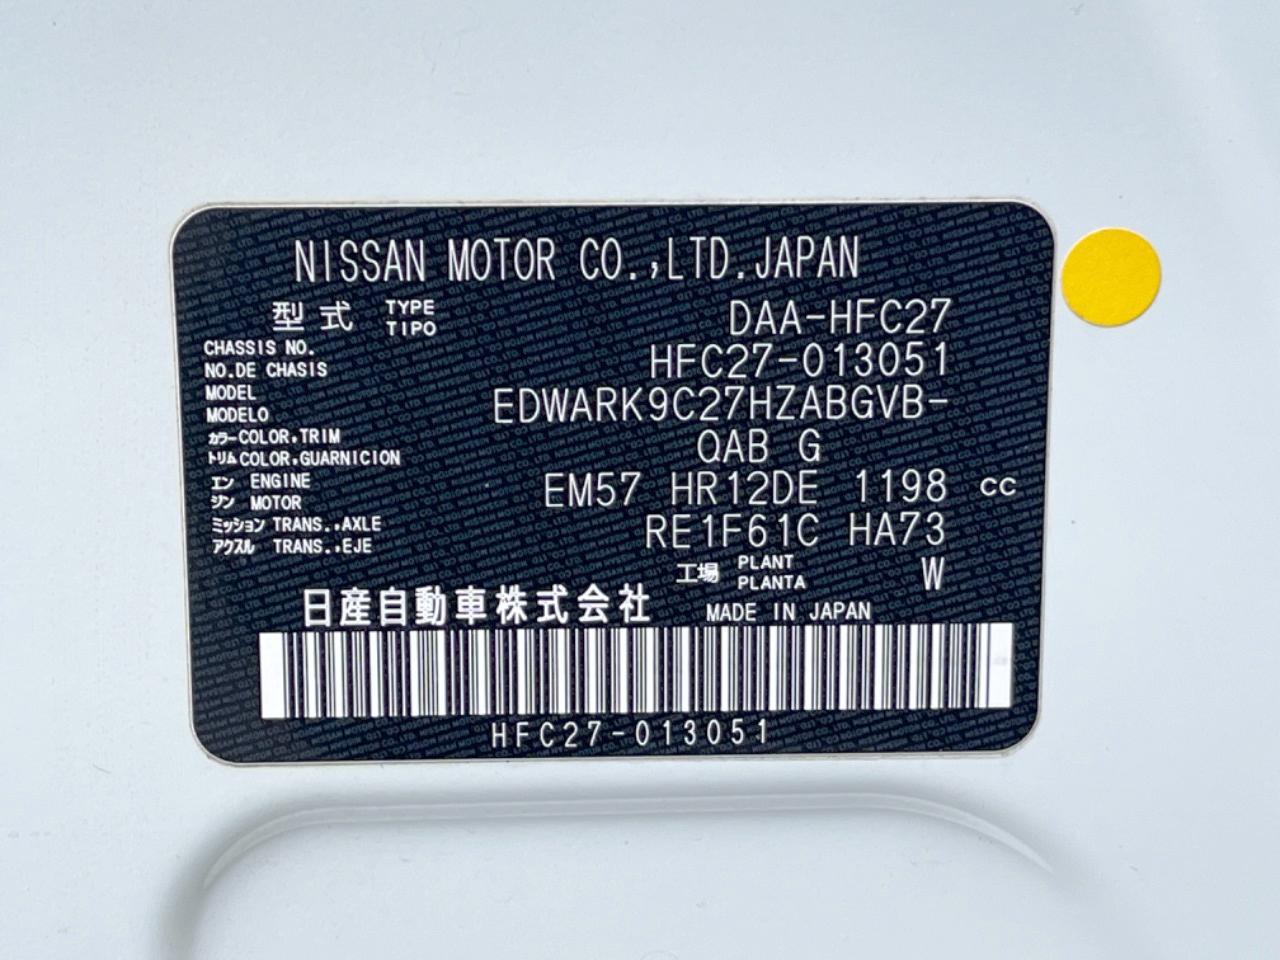 NISSAN MOTOR CO.,LTD.JAPAN
型式 TYPE TIPO DAA-HFC27
CHASSIS NO.
NO.DE CHASIS HFC27-013051
MODEL
MODELO EDWARK9C27HZABGVB-
カラー COLOR,TRIM
トリム COLOR,GUARNICION QAB G
エン ENGINE
ジン MOTOR EM57 HR12DE 1198 cc
ミッション TRANS.,AXLE
アクスル TRANS.,EJE RE1F61C HA73
工場 PLANT PLANTA W
日産自動車株式会社 MADE IN JAPAN
HFC27-013051